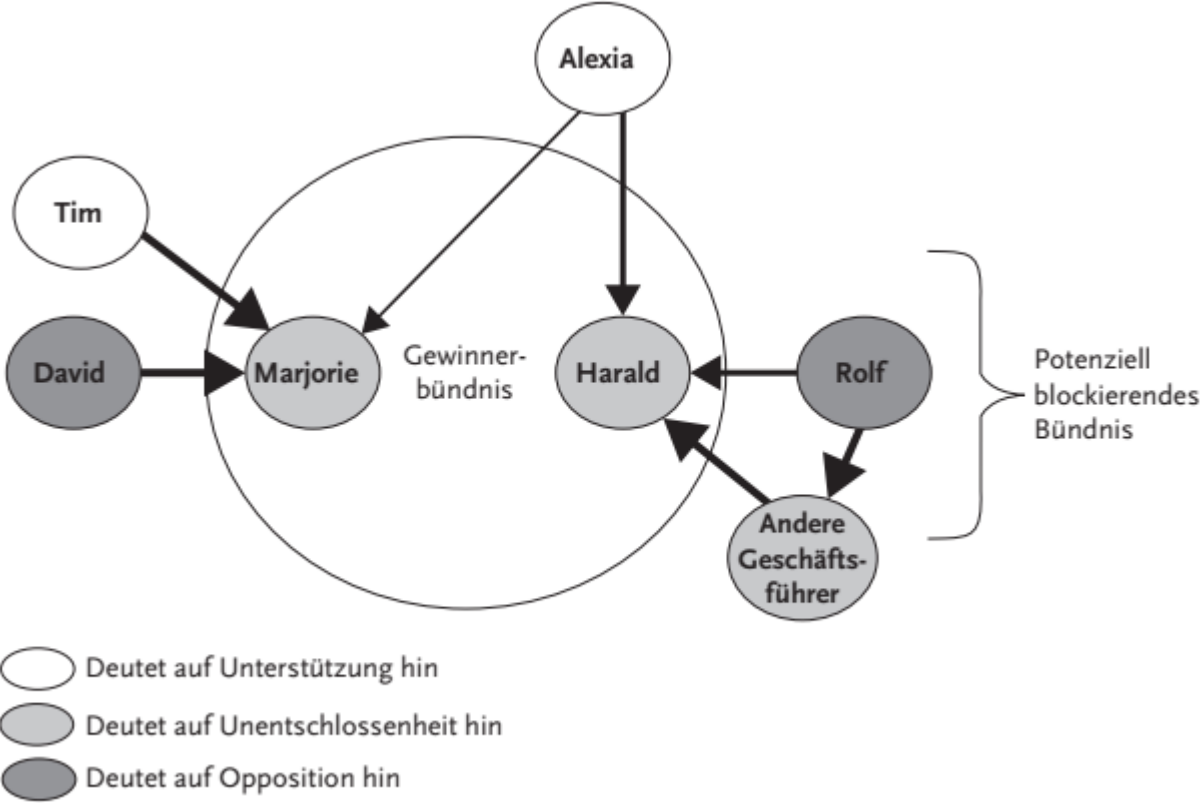 Alexia
Tim
David
Marjorie
Gewinner-
bündnis
Harald
Rolf
Potenziell
blockierendes
Bündnis
Andere
Geschäfts-
führer
Deutet auf Unterstützung hin
Deutet auf Unentschlossenheit hin
Deutet auf Opposition hin